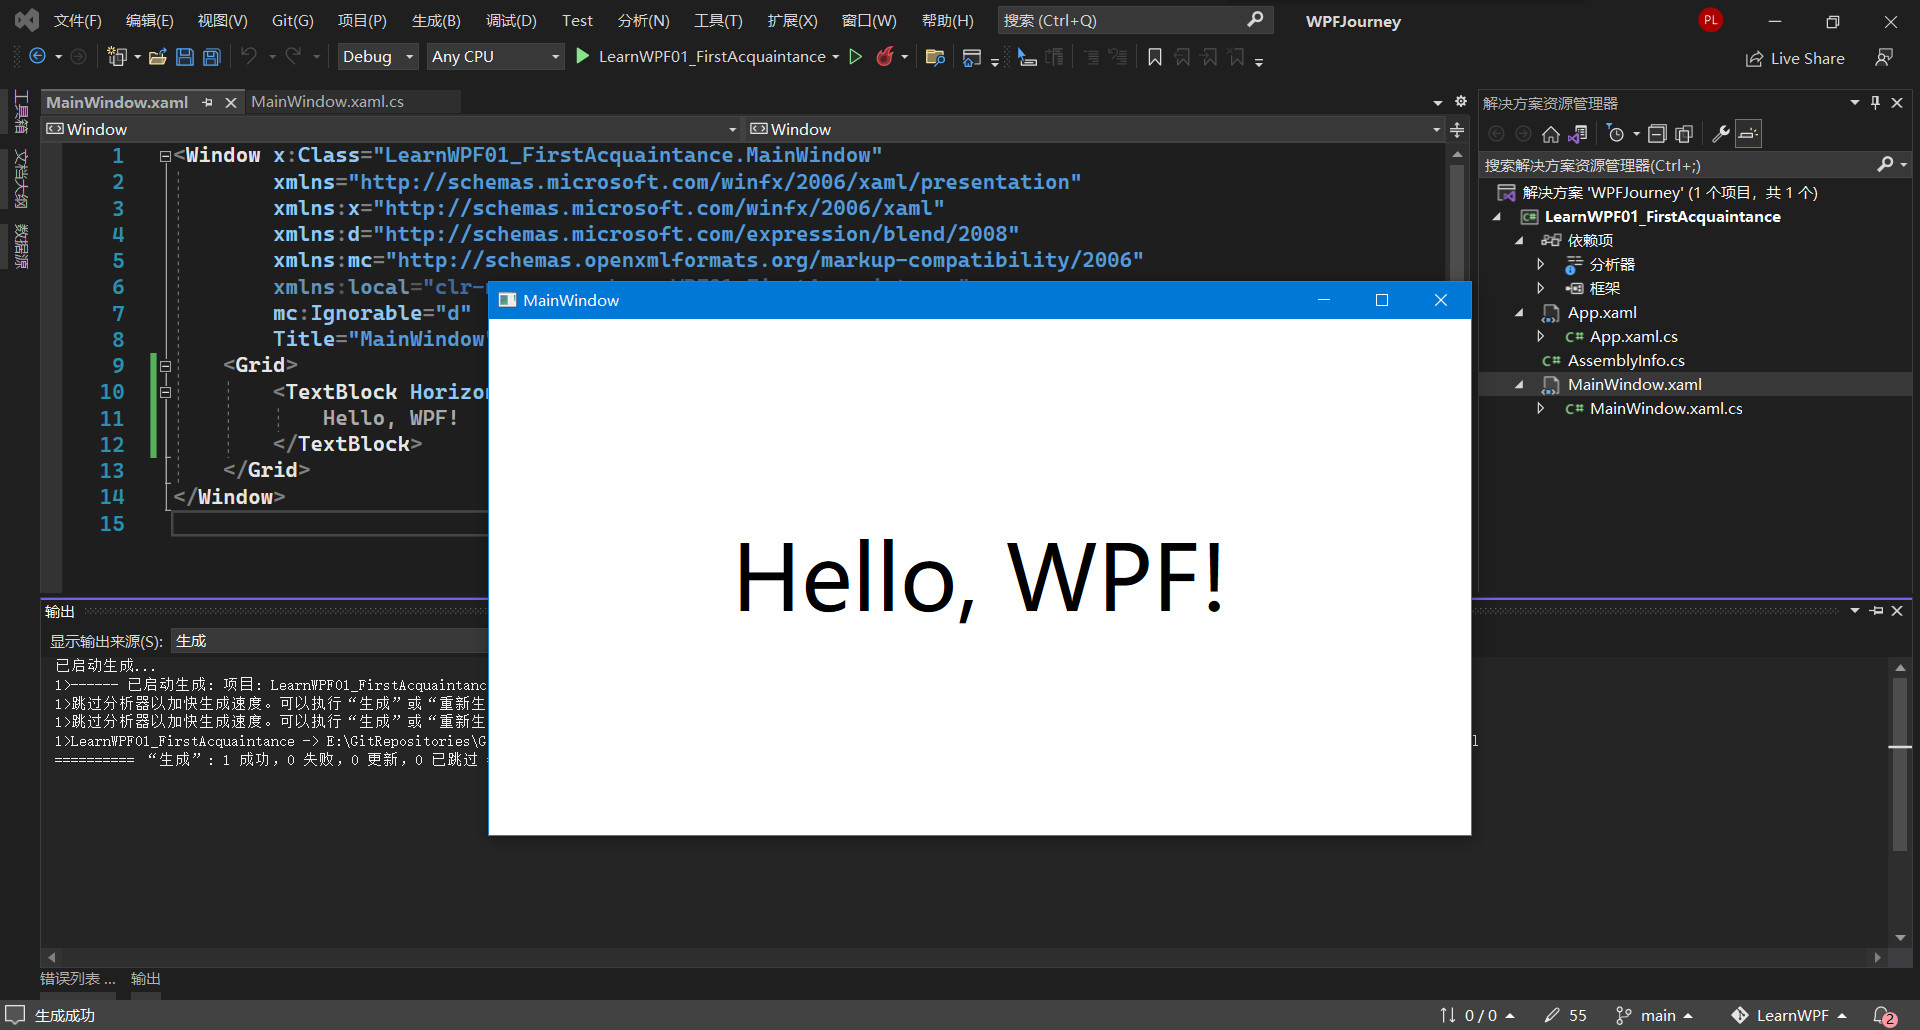 文件(F) 编辑(E) 视图(V) Git(G) 项目(P) 生成(B) 调试(D) Test 分析(N) 工具(T) 扩展(X) 窗口(W) 帮助(H) 搜索 (Ctrl+Q) WPFJourney PL
Debug Any CPU LearnWPF01_FirstAcquaintance Live Share
工具箱
文档大纲
数据源
MainWindow.xaml MainWindow.xaml.cs
Window Window
1 <Window x:Class="LearnWPF01_FirstAcquaintance.MainWindow"
2 xmlns="http://schemas.microsoft.com/winfx/2006/xaml/presentation"
3 xmlns:x="http://schemas.microsoft.com/winfx/2006/xaml"
4 xmlns:d="http://schemas.microsoft.com/expression/blend/2008"
5 xmlns:mc="http://schemas.openxmlformats.org/markup-compatibility/2006"
6 xmlns:local="clr-
7 mc:Ignorable="d"
8 Title="MainWindow"
9 <Grid>
10 <TextBlock Horizon
11 Hello, WPF!
12 </TextBlock>
13 </Grid>
14 </Window>
15
MainWindow
Hello, WPF!
解决方案资源管理器
搜索解决方案资源管理器(Ctrl+;)
解决方案 'WPFJourney' (1 个项目，共 1 个)
LearnWPF01_FirstAcquaintance
依赖项
分析器
框架
App.xaml
App.xaml.cs
AssemblyInfo.cs
MainWindow.xaml
MainWindow.xaml.cs
输出
显示输出来源(S): 生成
已启动生成...
1>------ 已启动生成: 项目: LearnWPF01_FirstAcquaintanc
1>跳过分析器以加快生成速度。可以执行“生成”或“重新生
1>跳过分析器以加快生成速度。可以执行“生成”或“重新生
1>LearnWPF01_FirstAcquaintance -> E:\GitRepositories\G l
========== “生成”: 1 成功，0 失败，0 更新，0 已跳过 =
错误列表 ... 输出
生成成功 0 / 0 55 main LearnWPF 2